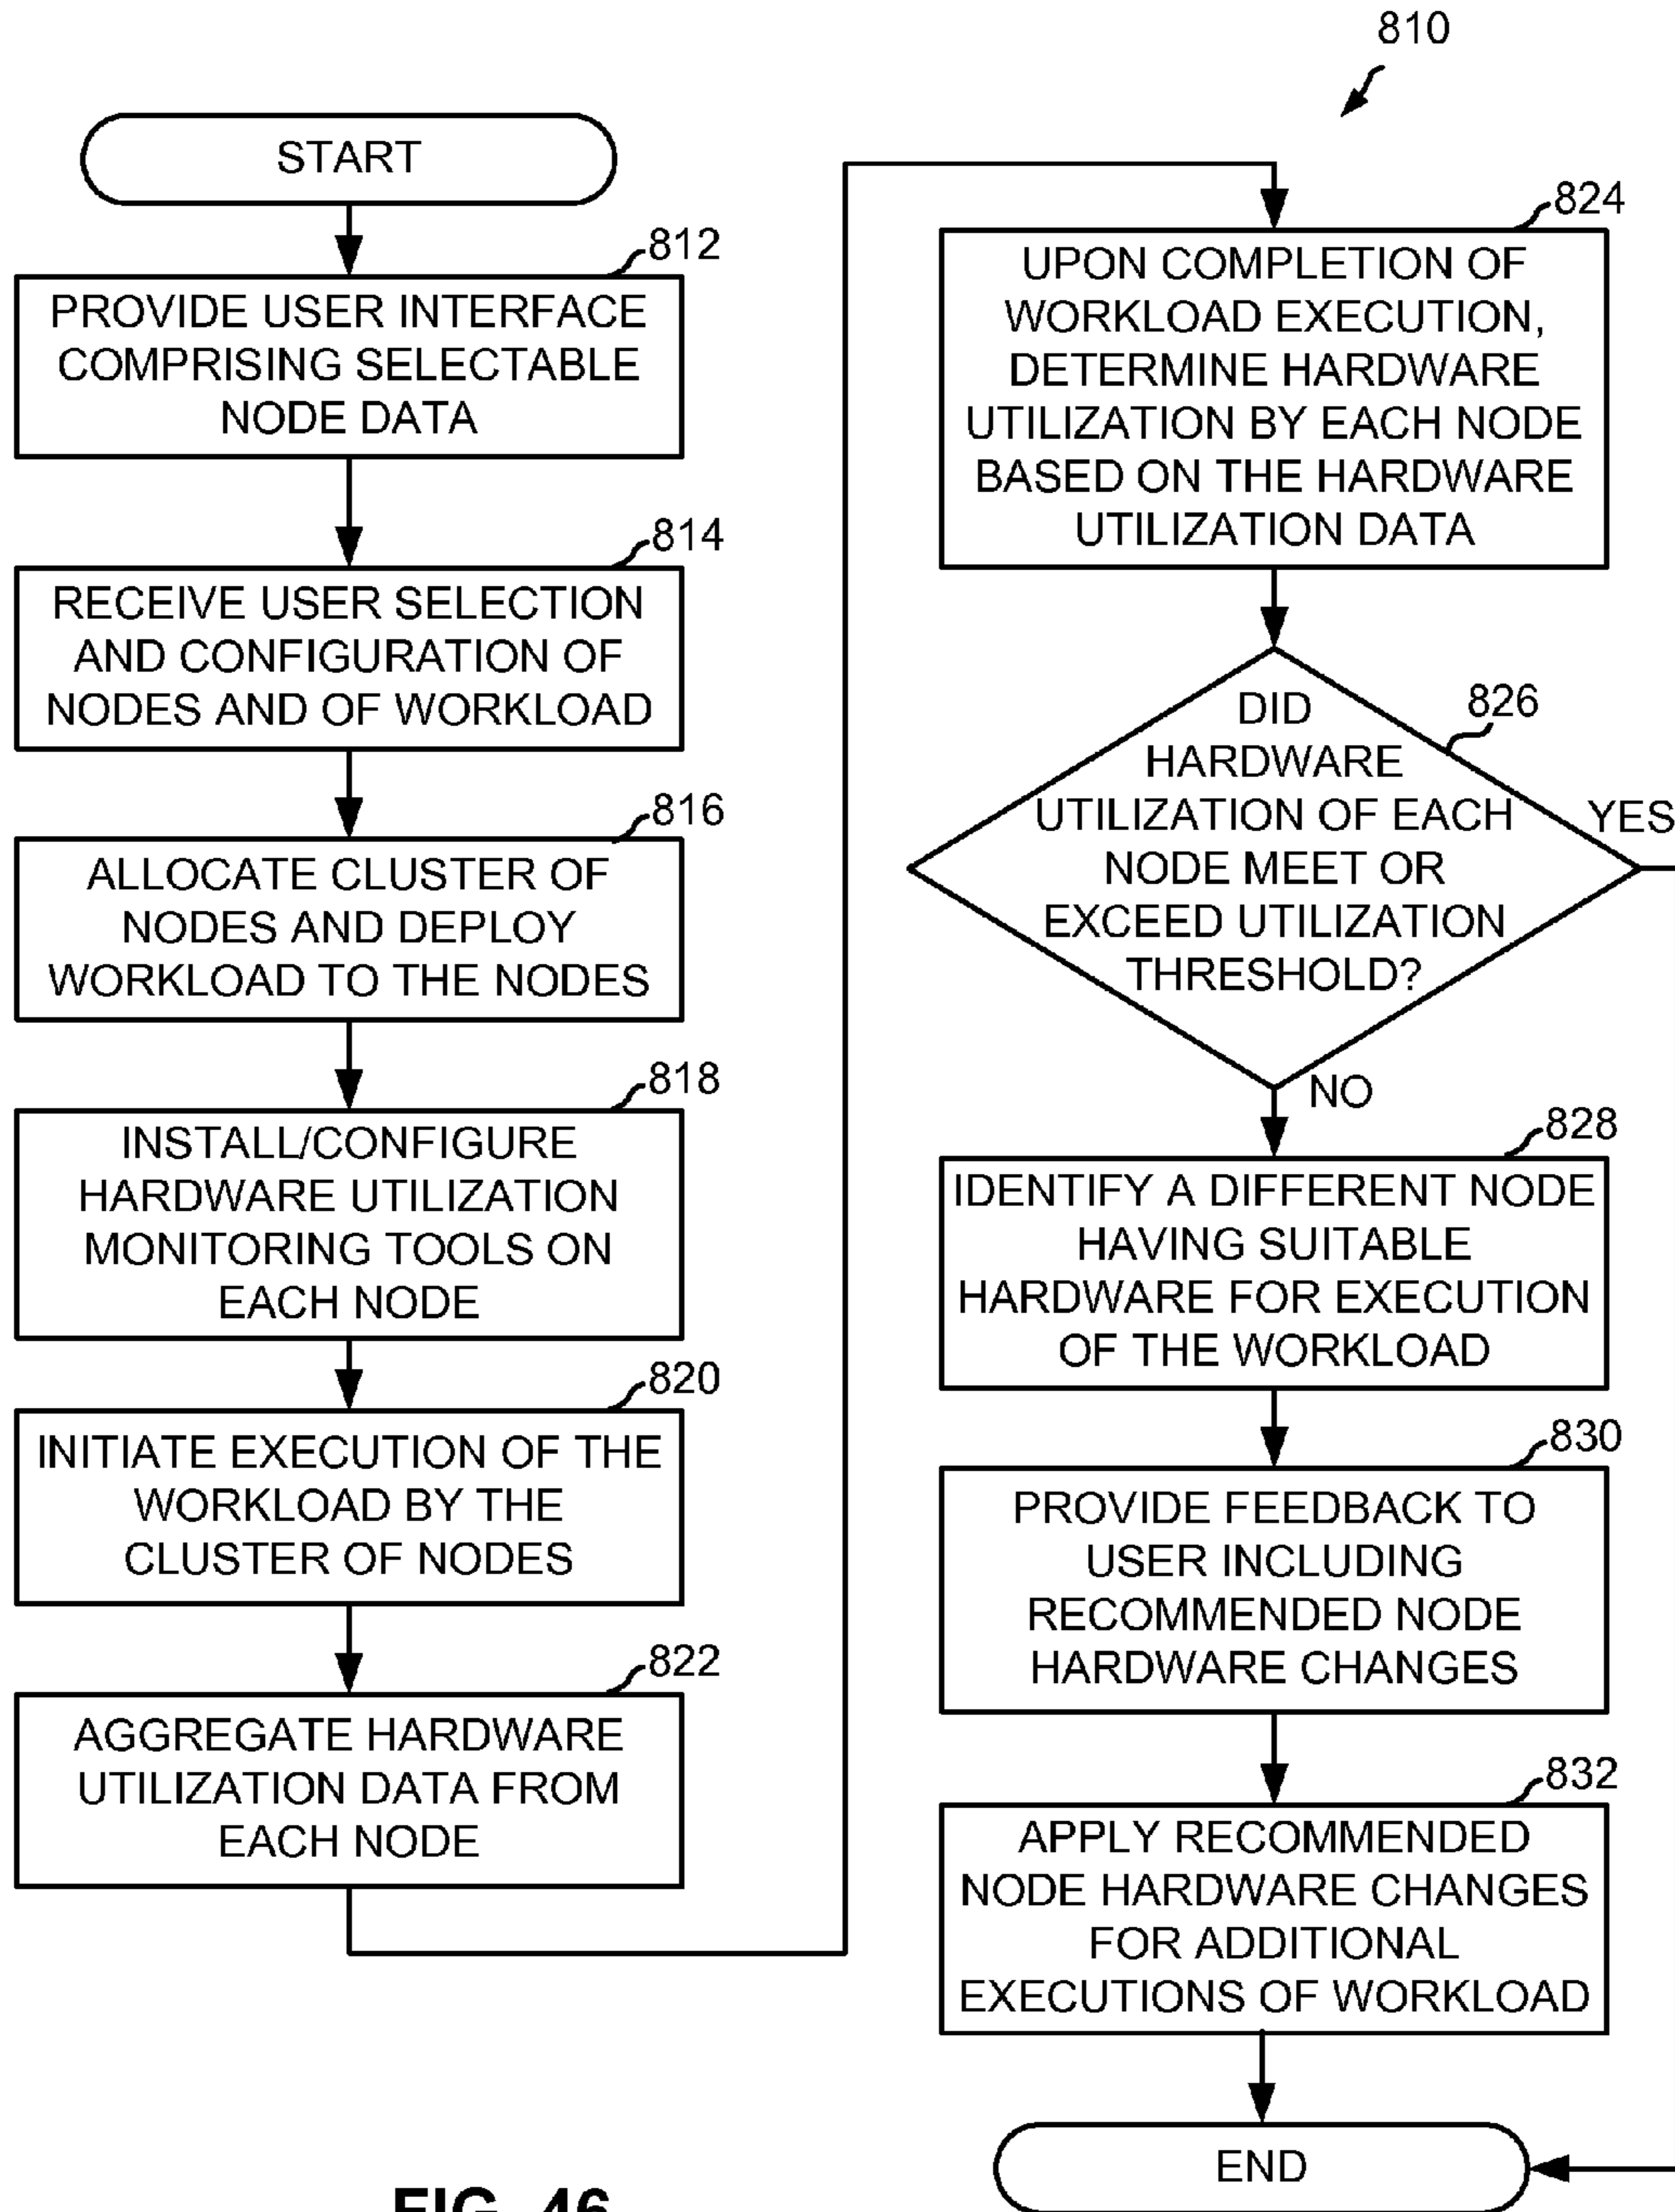 810
START
812
PROVIDE USER INTERFACE
COMPRISING SELECTABLE
NODE DATA
814
RECEIVE USER SELECTION
AND CONFIGURATION OF
NODES AND OF WORKLOAD
816
ALLOCATE CLUSTER OF
NODES AND DEPLOY
WORKLOAD TO THE NODES
818
INSTALL/CONFIGURE
HARDWARE UTILIZATION
MONITORING TOOLS ON
EACH NODE
820
INITIATE EXECUTION OF THE
WORKLOAD BY THE
CLUSTER OF NODES
822
AGGREGATE HARDWARE
UTILIZATION DATA FROM
EACH NODE
824
UPON COMPLETION OF
WORKLOAD EXECUTION,
DETERMINE HARDWARE
UTILIZATION BY EACH NODE
BASED ON THE HARDWARE
UTILIZATION DATA
826
DID
HARDWARE
UTILIZATION OF EACH
NODE MEET OR
EXCEED UTILIZATION
THRESHOLD?
YES
NO
828
IDENTIFY A DIFFERENT NODE
HAVING SUITABLE
HARDWARE FOR EXECUTION
OF THE WORKLOAD
830
PROVIDE FEEDBACK TO
USER INCLUDING
RECOMMENDED NODE
HARDWARE CHANGES
832
APPLY RECOMMENDED
NODE HARDWARE CHANGES
FOR ADDITIONAL
EXECUTIONS OF WORKLOAD
END
FIG. 46